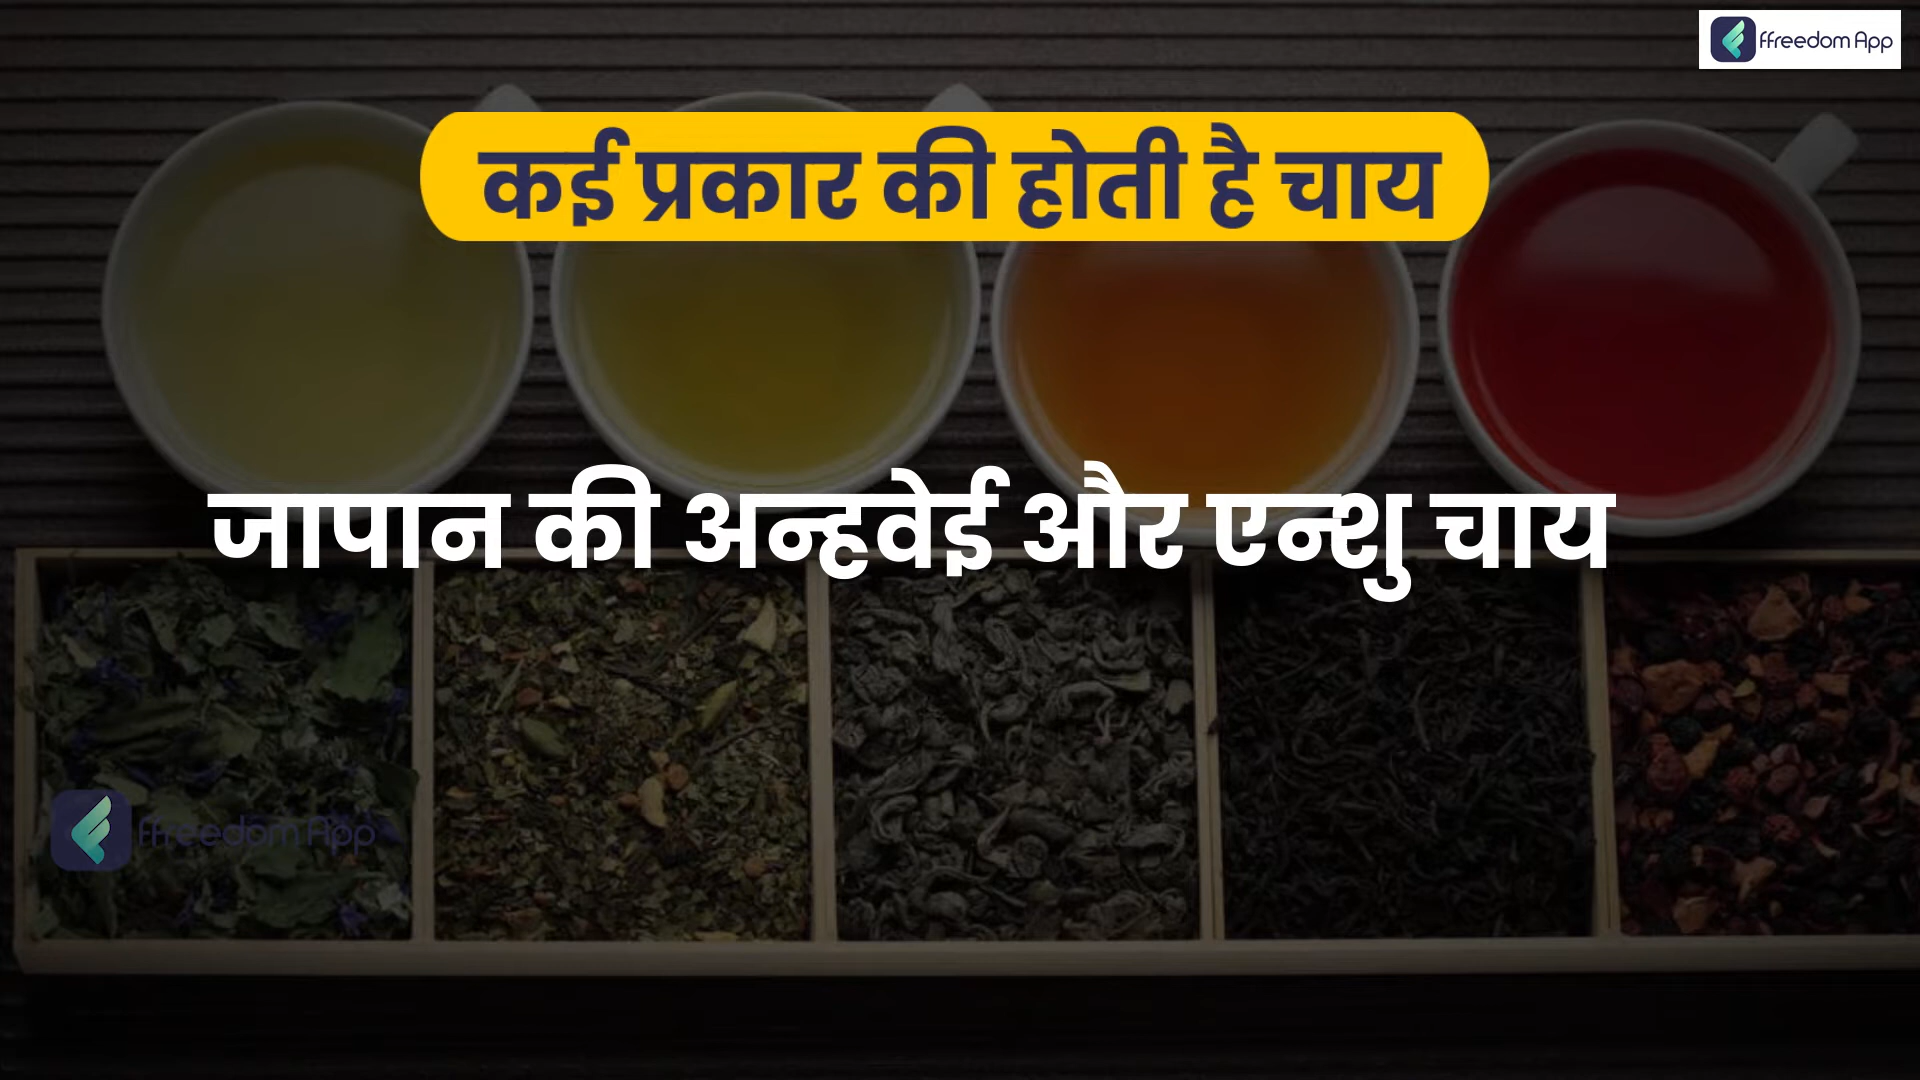 ffreedom App
कई प्रकार की होती है चाय
जापान की अन्हवेई और एन्शु चाय
ffreedom App